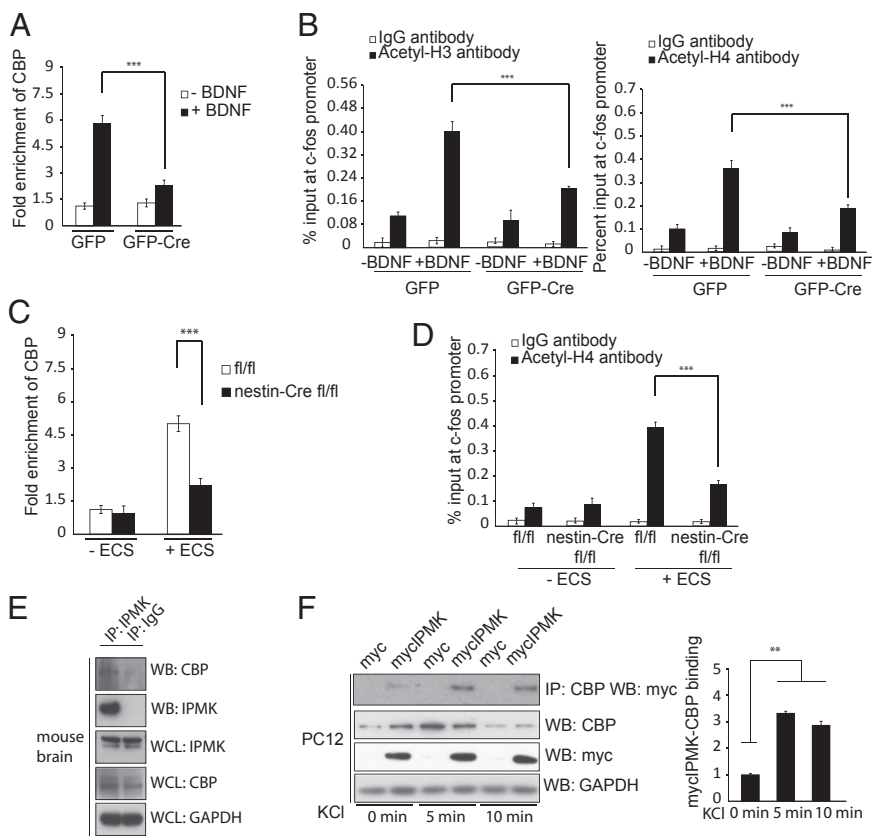 A
Fold enrichment of CBP
9
7.5
6
4.5
3
1.5
0
***
- BDNF
+ BDNF
GFP
GFP-Cre
B
IgG antibody
Acetyl-H3 antibody
% input at c-fos promoter
0.56
0.48
0.40
0.32
0.24
0.16
0.08
0
***
-BDNF +BDNF -BDNF +BDNF
GFP
GFP-Cre
IgG antibody
Acetyl-H4 antibody
Percent input at c-fos promoter
0.7
0.6
0.5
0.4
0.3
0.2
0.1
0
***
-BDNF +BDNF -BDNF +BDNF
GFP
GFP-Cre
C
Fold enrichment of CBP
9
7.5
6
4.5
3
1.5
0
***
fl/fl
nestin-Cre fl/fl
- ECS
+ ECS
D
IgG antibody
Acetyl-H4 antibody
% input at c-fos promoter
0.7
0.6
0.5
0.4
0.3
0.2
0.1
0
***
fl/fl nestin-Cre fl/fl nestin-Cre
fl/fl fl/fl
- ECS
+ ECS
E
IP: IPMK
IP: IgG
WB: CBP
WB: IPMK
WCL: IPMK
WCL: CBP
WCL: GAPDH
mouse
brain
F
myc
mycIPMK
myc
mycIPMK
myc
mycIPMK
IP: CBP WB: myc
WB: CBP
WB: myc
WB: GAPDH
PC12
KCl 0 min 5 min 10 min
mycIPMK-CBP binding
5
4
3
2
1
0
**
KCl 0 min 5 min 10 min